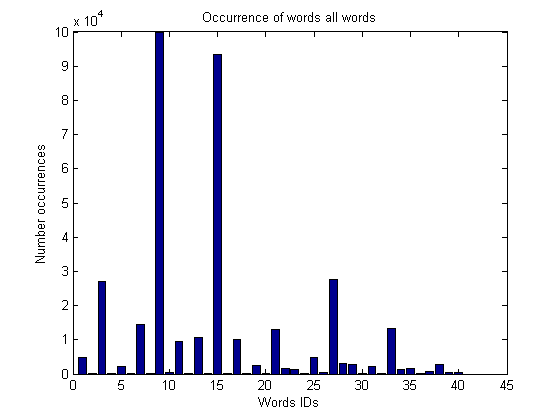 Occurrence of words all words
x 10^4
10
9
8
7
6
5
4
3
2
1
0
Number occurrences
0 5 10 15 20 25 30 35 40 45
Words IDs